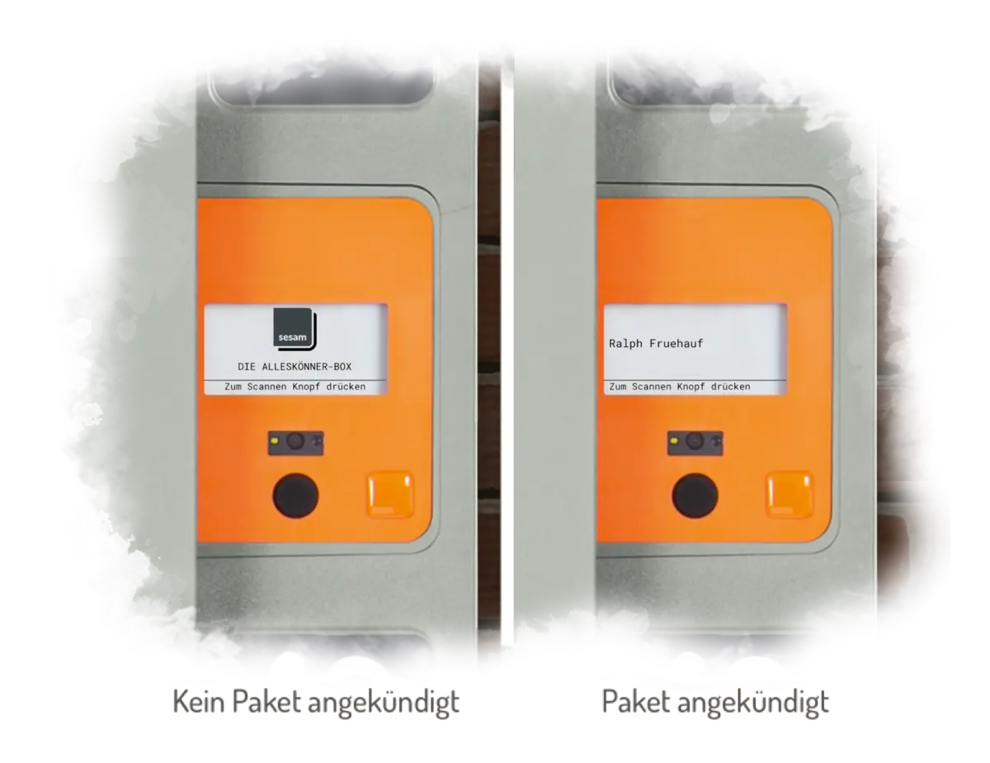 sesam
DIE ALLESKÖNNER-BOX
Zum Scannen Knopf drücken
Kein Paket angekündigt
Ralph Fruehauf
Zum Scannen Knopf drücken
Paket angekündigt